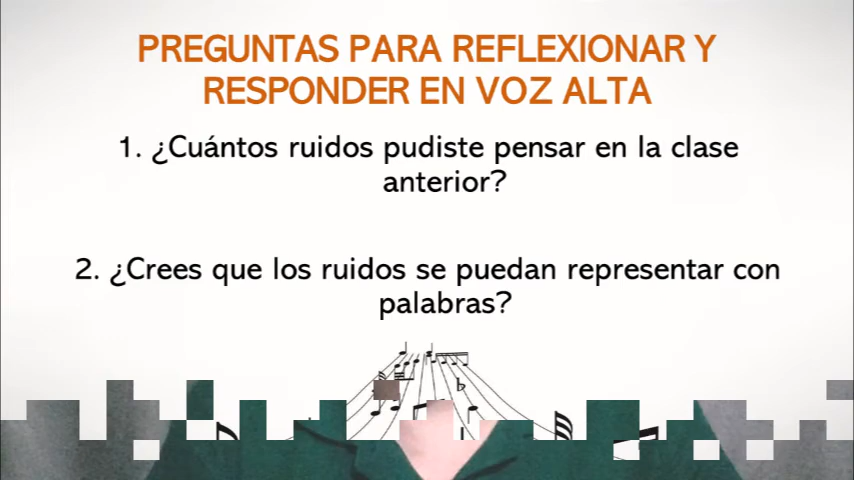 PREGUNTAS PARA REFLEXIONAR Y
RESPONDER EN VOZ ALTA
1. ¿Cuántos ruidos pudiste pensar en la clase
anterior?
2. ¿Crees que los ruidos se puedan representar con
palabras?